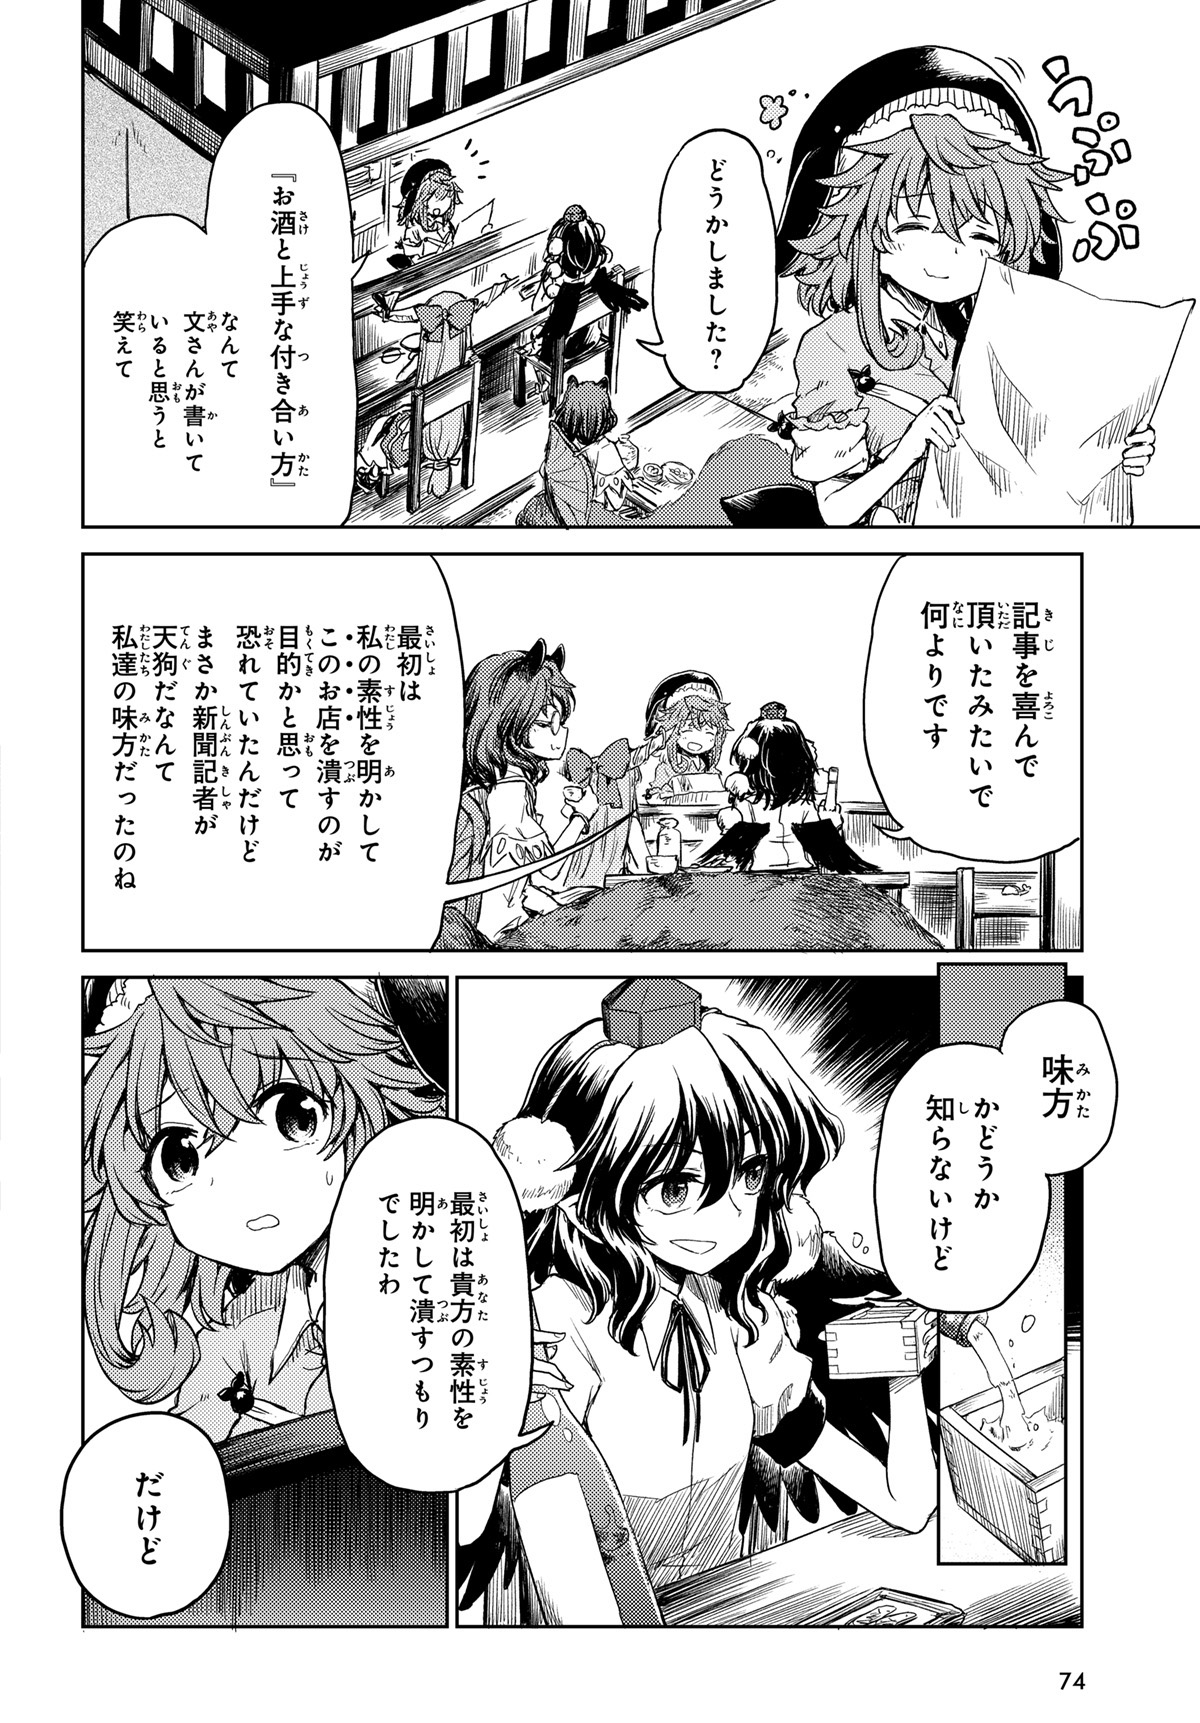 うぷぷぷ
どうかしました?
『お酒と上手な付き合い方』
なんて
文さんが書いて
いると思うと
笑えて
記事を喜んで
頂いたみたいで
何よりです
最初は
私の素性を明かして
このお店を潰すのが
目的かと思って
恐れていたんだけど
まさか新聞記者が
天狗だなんて
私達の味方だったのね
味方
かどうか
知らないけど
最初は貴方の素性を
明かして潰すつもり
でしたわ
だけど
74